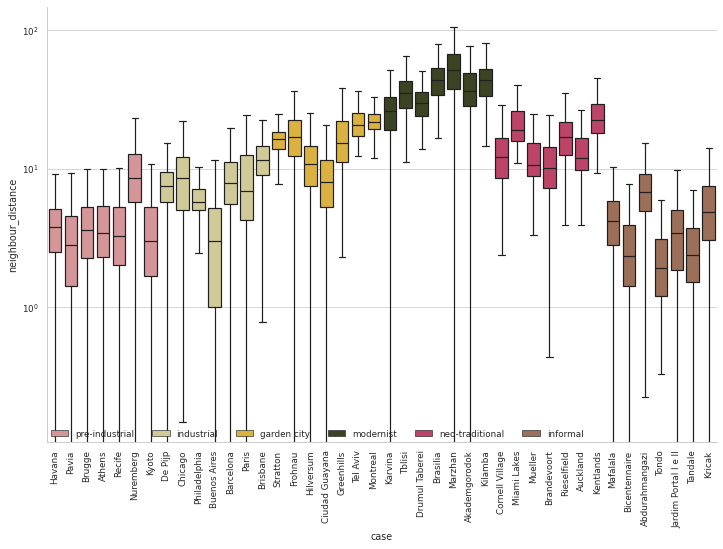 10²
10¹
10⁰
neighbour_distance
pre-industrial industrial garden city modernist neo-traditional informal
Havana
Pavia
Brugge
Athens
Recife
Nuremberg
Kyoto
De Pijp
Chicago
Philadelphia
Buenos Aires
Barcelona
Paris
Brisbane
Stratton
Frohnau
Hilversum
Ciudad Guayana
Greenhills
Tel Aviv
Montreal
Karvina
Tbilisi
Drumul Taberei
Brasilia
Marzhan
Akademgorodok
Kilamba
Cornell Village
Miami Lakes
Mueller
Brandevoort
Rieselfield
Auckland
Kentlands
Mafalala
Bicentennaire
Abdurahmangazi
Tondo
Jardim Portal I e II
Tandale
Kricak
case